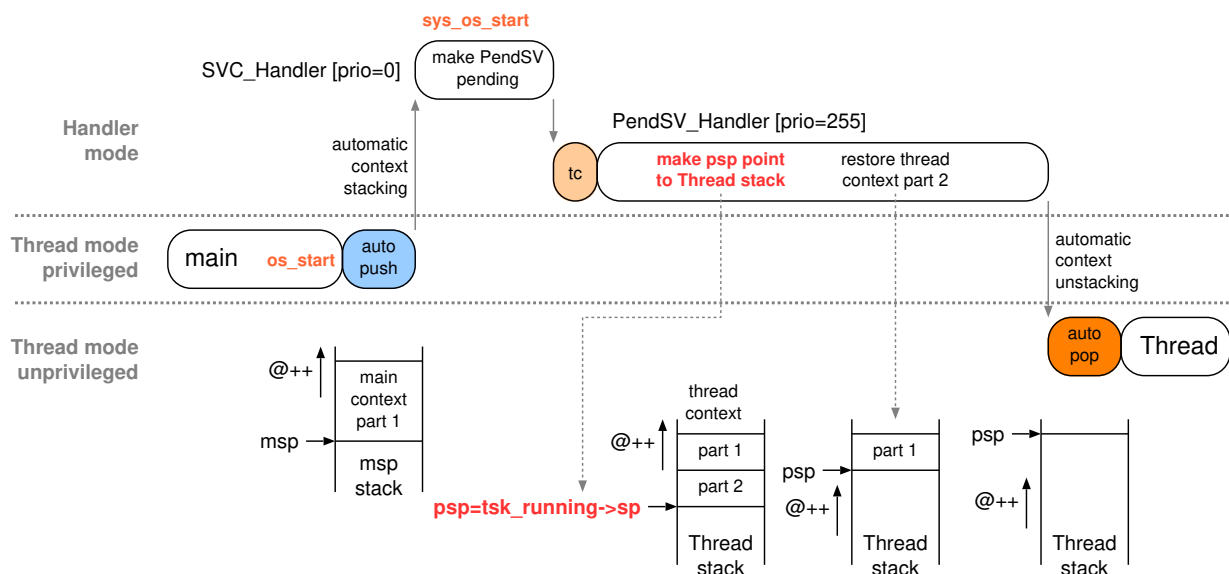 sys_os_start
SVC_Handler [prio=0]
make PendSV
pending
Handler
mode
automatic
context
stacking
PendSV_Handler [prio=255]
tc
make psp point
to Thread stack
restore thread
context part 2
Thread mode
privileged
main
os_start
auto
push
automatic
context
unstacking
Thread mode
unprivileged
auto
pop
Thread
@++
main
context
part 1
msp
msp
stack
psp=tsk_running->sp
thread
context
@++
part 1
part 2
Thread
stack
part 1
psp
@++
Thread
stack
psp
@++
Thread
stack